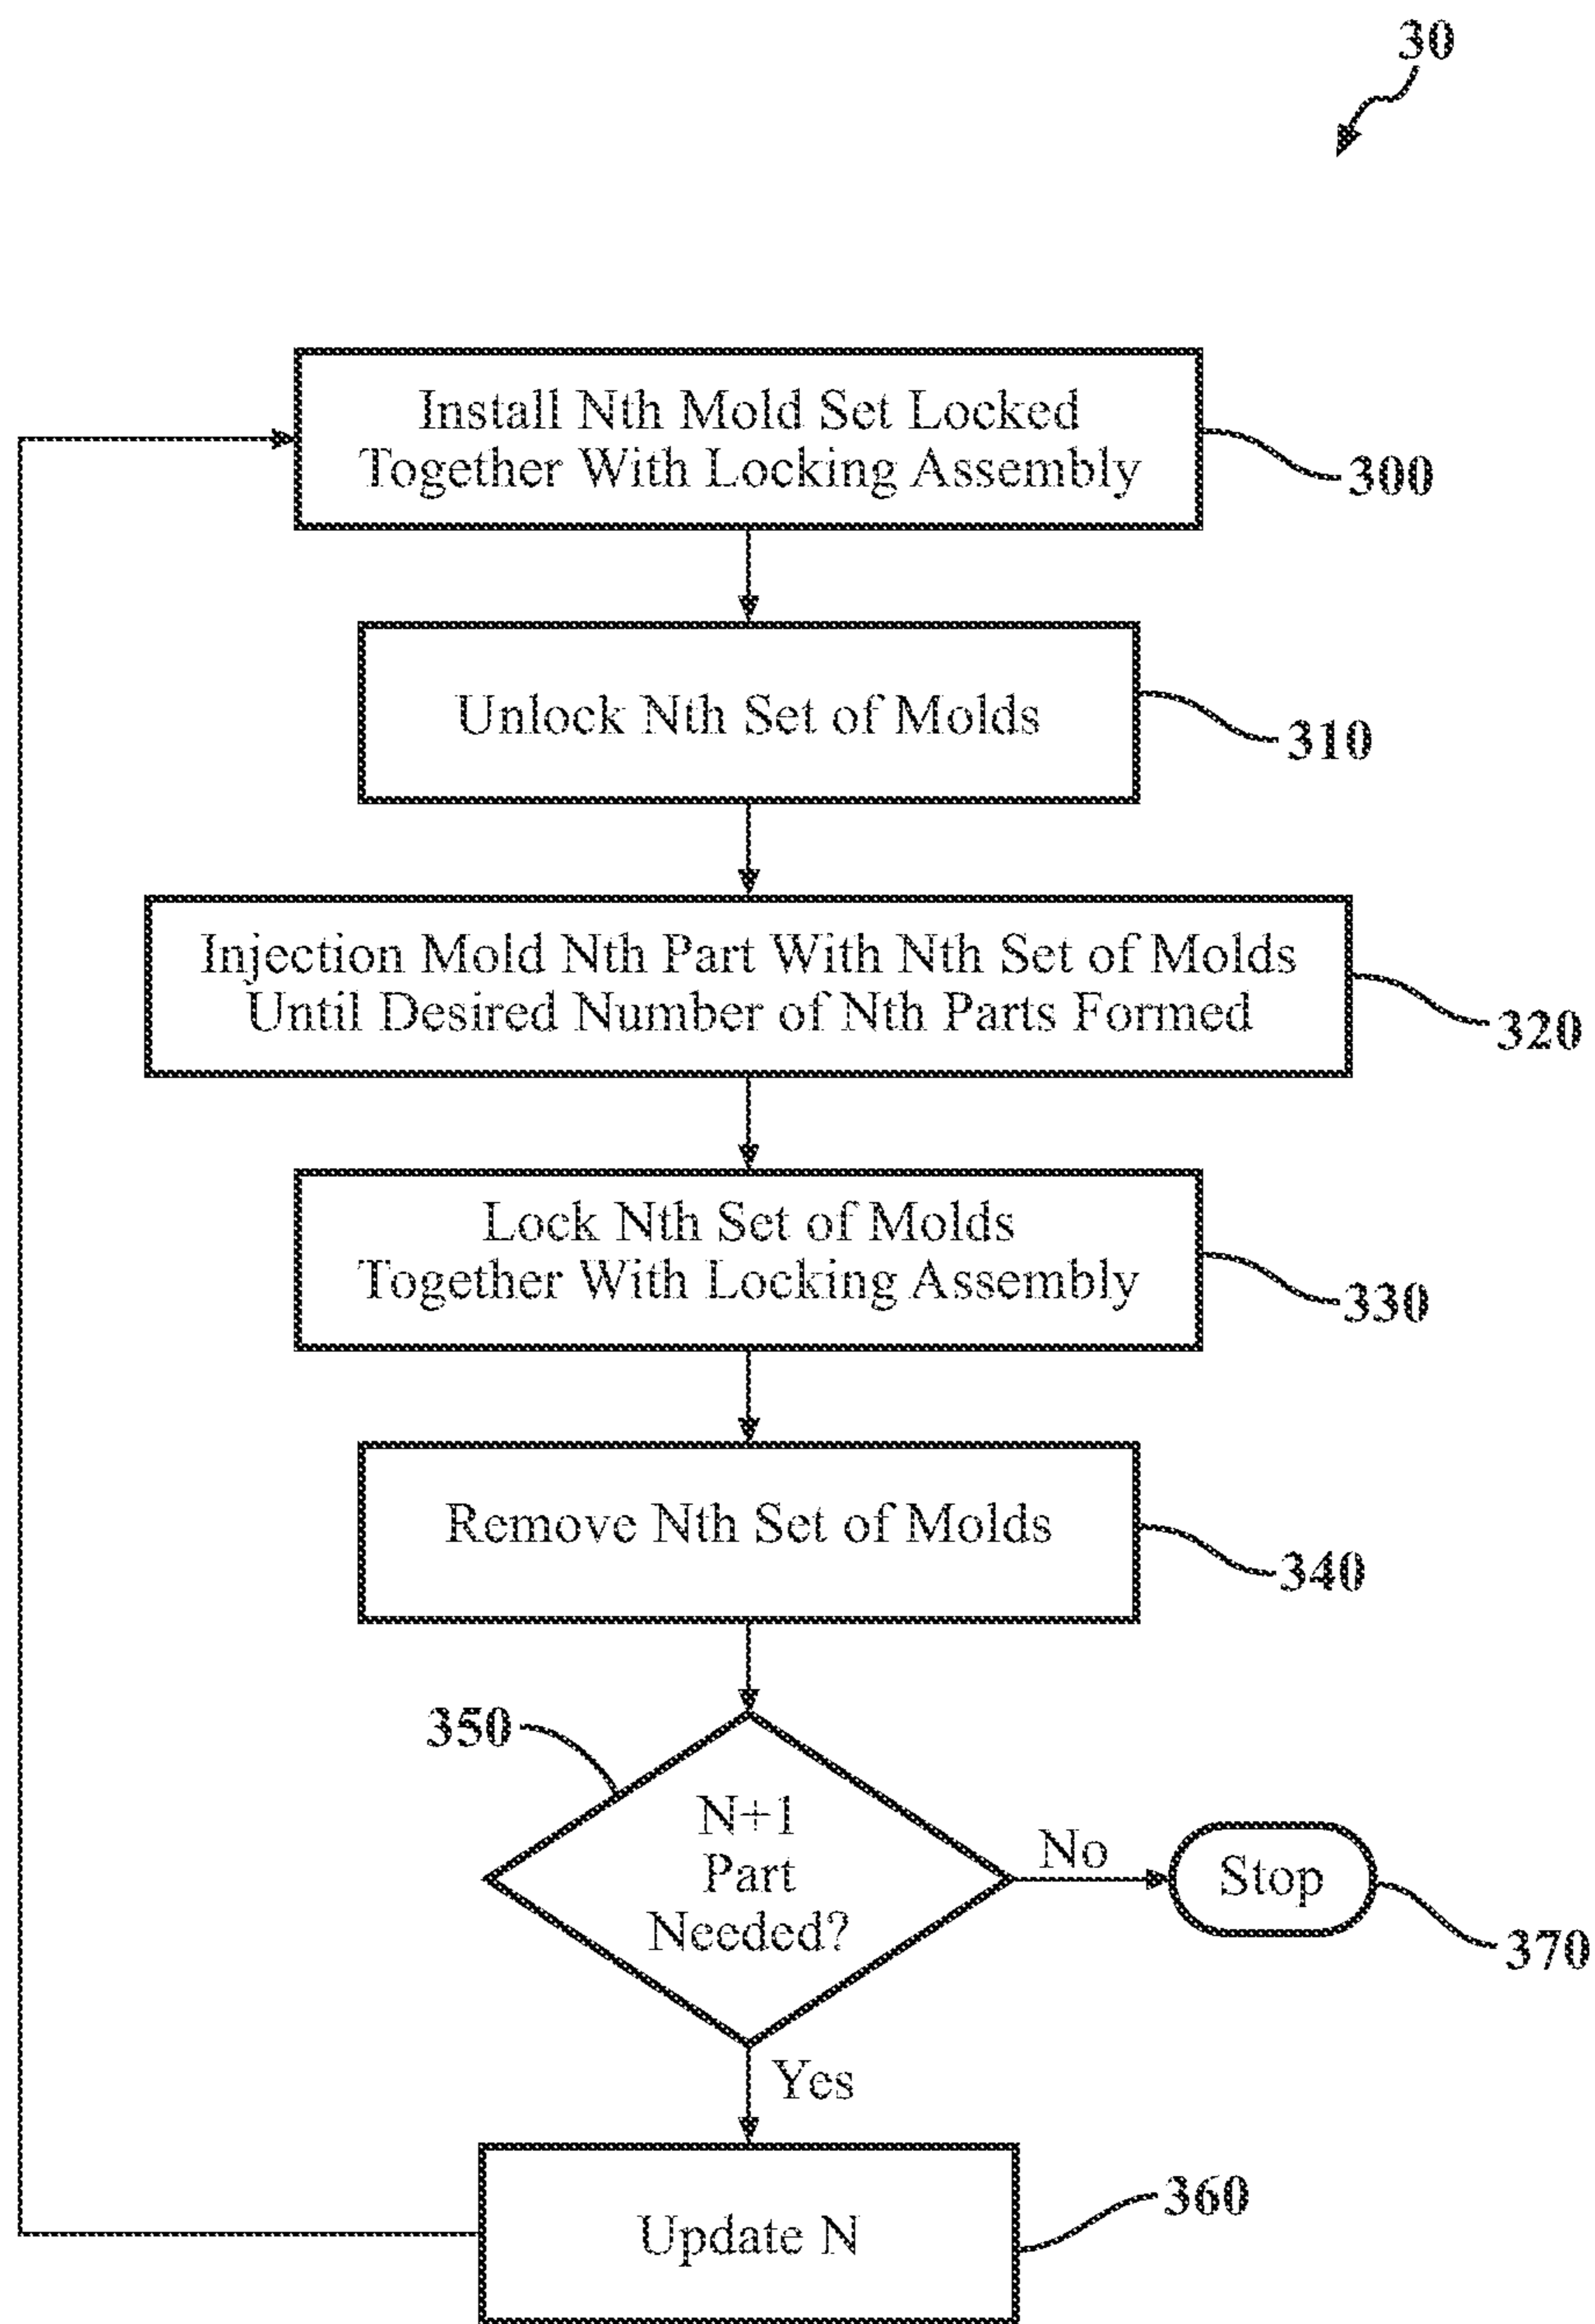 30
Install Nth Mold Set Locked
Together With Locking Assembly
300
Unlock Nth Set of Molds
310
Injection Mold Nth Part With Nth Set of Molds
Until Desired Number of Nth Parts Formed
320
Lock Nth Set of Molds
Together With Locking Assembly
330
Remove Nth Set of Molds
340
350
N+1
Part
Needed?
No
Stop
370
Yes
Update N
360